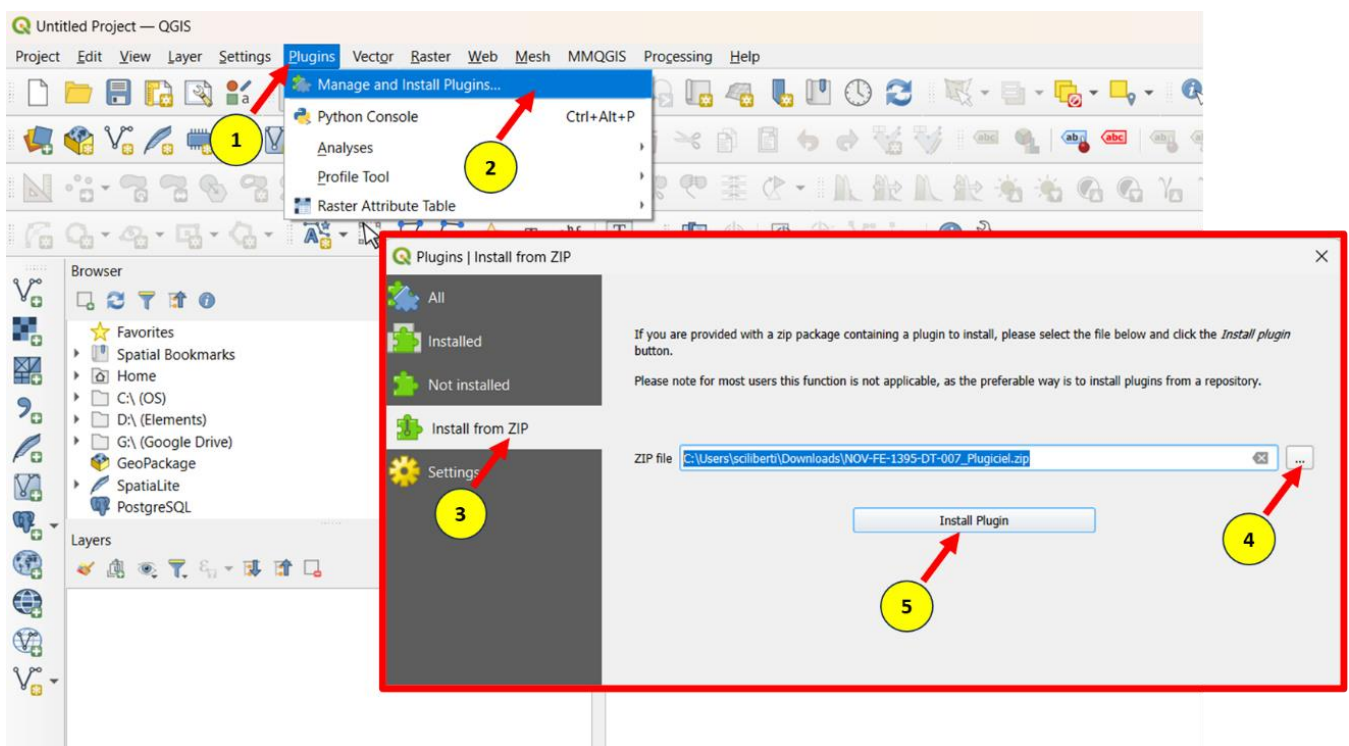 Untitled Project — QGIS
Project Edit View Layer Settings Plugins Vector Raster Web Mesh MMQGIS Processing Help
Manage and Install Plugins...
Python Console Ctrl+Alt+P
Analyses
Profile Tool
Raster Attribute Table
1
2
Browser
Favorites
Spatial Bookmarks
Home
C:\ (OS)
D:\ (Elements)
G:\ (Google Drive)
GeoPackage
SpatiaLite
PostgreSQL
Layers
Plugins | Install from ZIP
All
Installed
Not installed
Install from ZIP
Settings
3
If you are provided with a zip package containing a plugin to install, please select the file below and click the Install plugin
button.
Please note for most users this function is not applicable, as the preferable way is to install plugins from a repository.
ZIP file C:\Users\sciliberti\Downloads\NOV-FE-1395-DT-007_Plugiciel.zip ...
Install Plugin
4
5